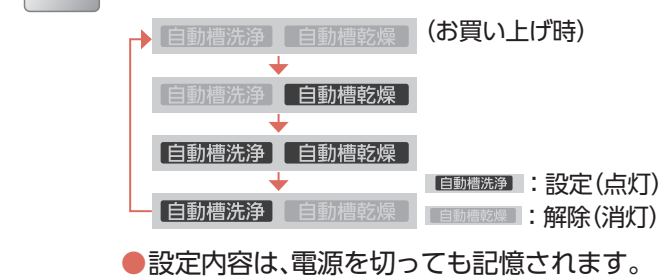 自動槽洗浄 自動槽乾燥 (お買い上げ時)
自動槽洗浄 自動槽乾燥
自動槽洗浄 自動槽乾燥
自動槽洗浄 自動槽乾燥
自動槽洗浄：設定(点灯)
自動槽乾燥：解除(消灯)
●設定内容は、電源を切っても記憶されます。